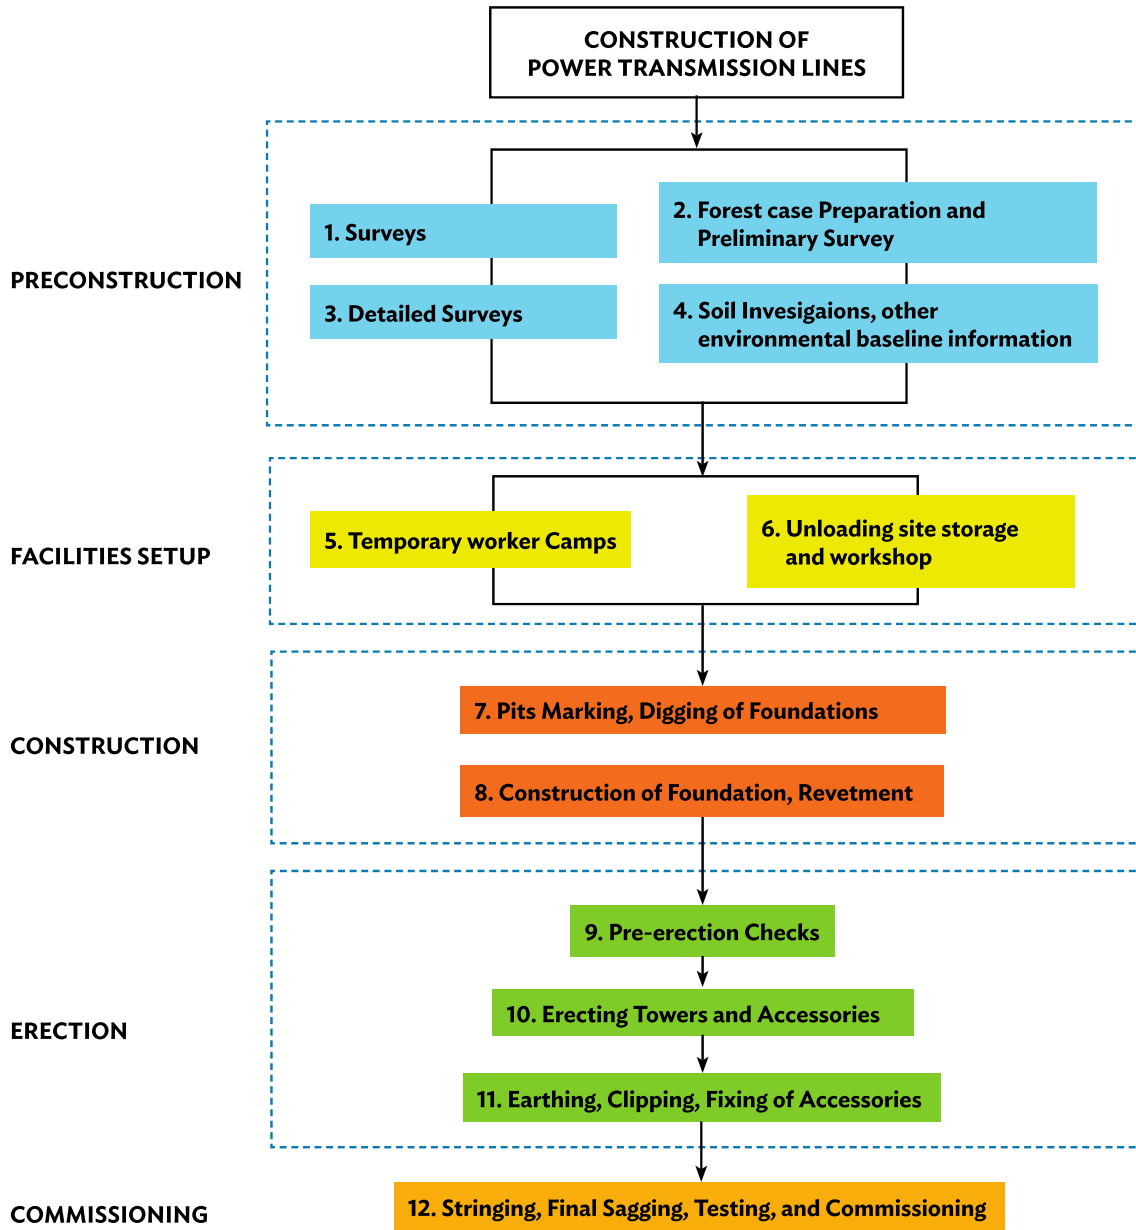 CONSTRUCTION OF
POWER TRANSMISSION LINES
PRECONSTRUCTION
1. Surveys
2. Forest case Preparation and
Preliminary Survey
3. Detailed Surveys
4. Soil Invesigaions, other
environmental baseline information
FACILITIES SETUP
5. Temporary worker Camps
6. Unloading site storage
and workshop
CONSTRUCTION
7. Pits Marking, Digging of Foundations
8. Construction of Foundation, Revetment
ERECTION
9. Pre-erection Checks
10. Erecting Towers and Accessories
11. Earthing, Clipping, Fixing of Accessories
COMMISSIONING
12. Stringing, Final Sagging, Testing, and Commissioning